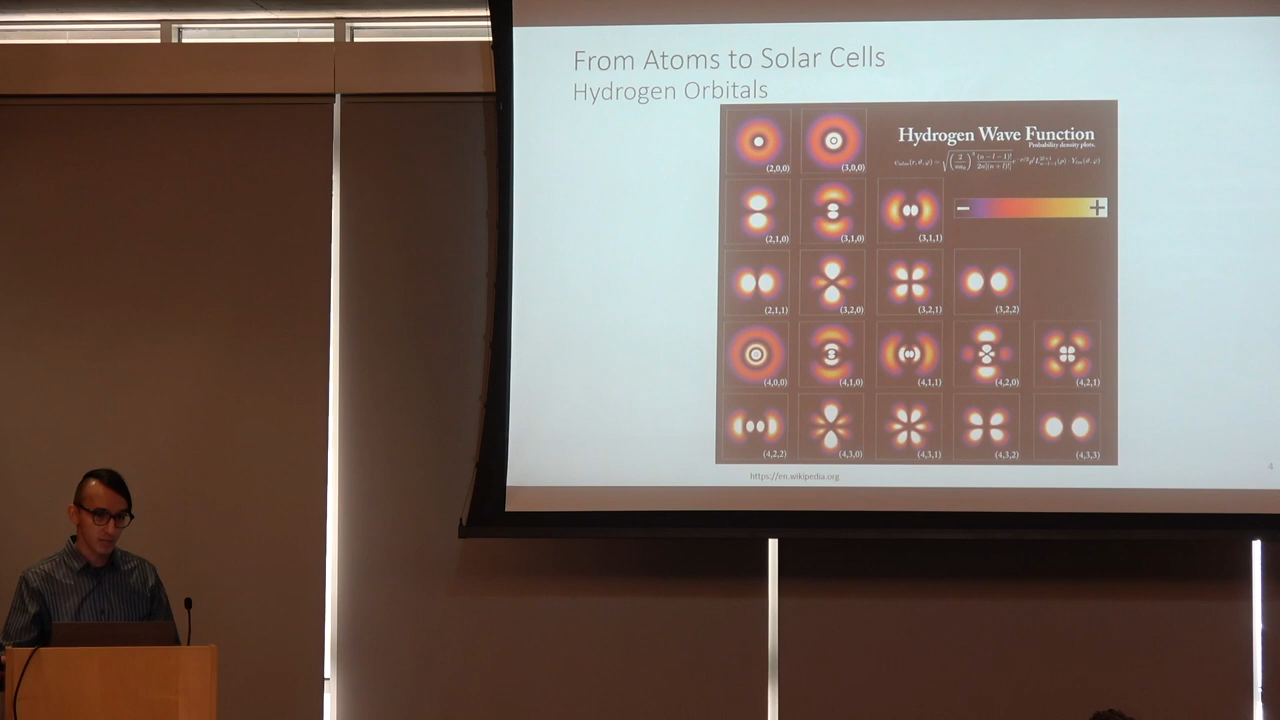 From Atoms to Solar Cells
Hydrogen Orbitals
Hydrogen Wave Function
Probability density plots.
− +
(2,0,0) (3,0,0)
(2,1,0) (3,1,0) (3,1,1)
(2,1,1) (3,2,0) (3,2,1) (3,2,2)
(4,0,0) (4,1,0) (4,1,1) (4,2,0) (4,2,1)
(4,2,2) (4,3,0) (4,3,1) (4,3,2) (4,3,3)
https://en.wikipedia.org
4